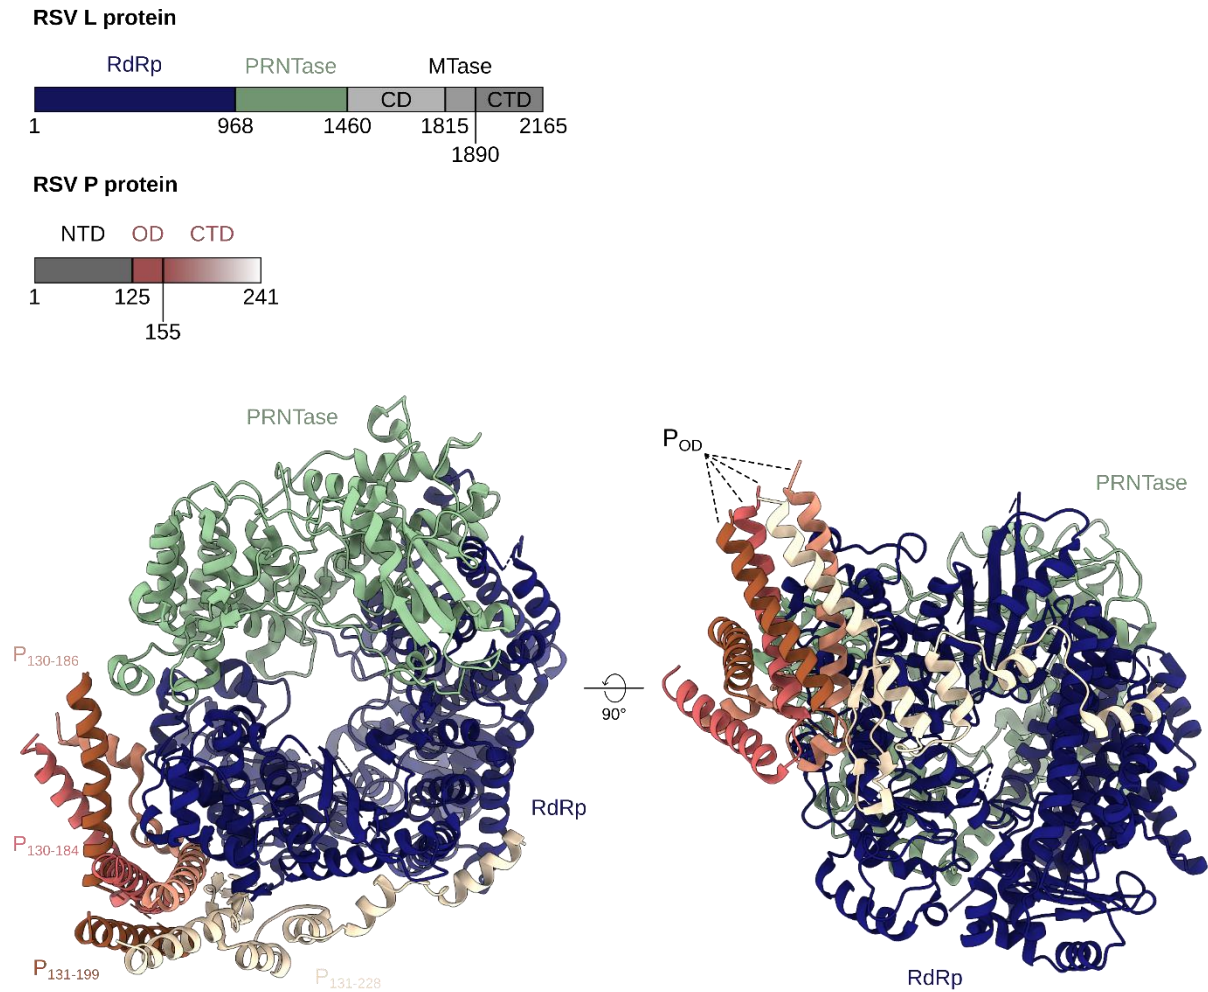 RSV L protein
RdRp PRNTase MTase
CD CTD
1 968 1460 1815 2165
1890
RSV P protein
NTD OD CTD
1 125 241
155
PRNTase
P130-186
P130-184
P131-199
P131-228
RdRp
90°
POD
PRNTase
RdRp